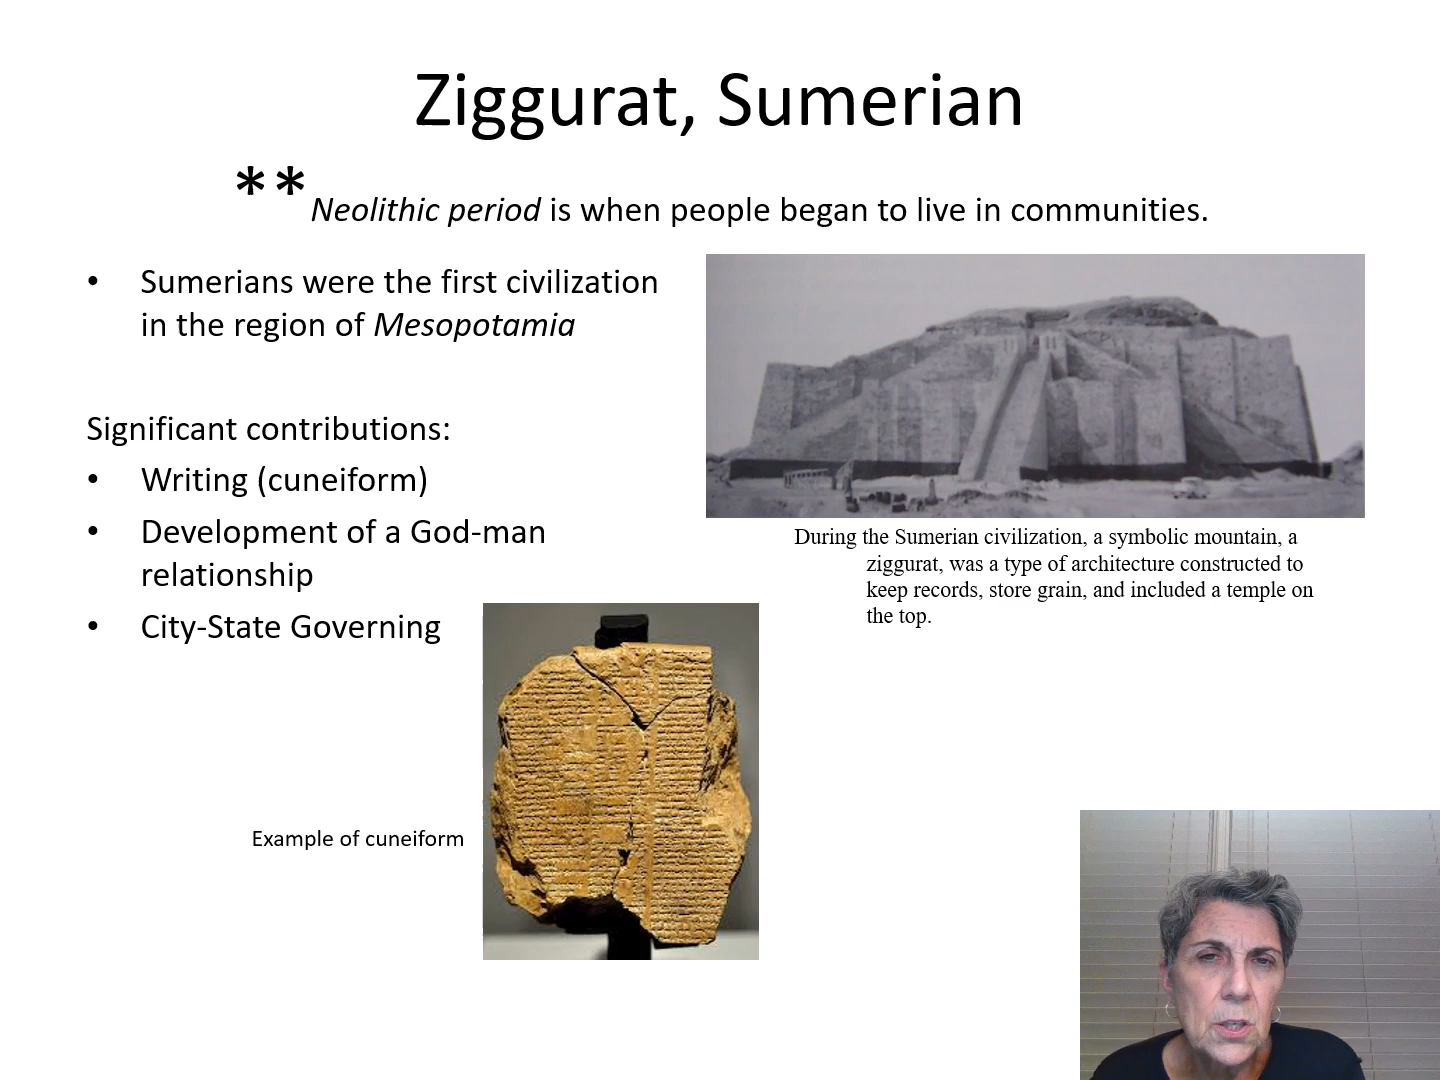 Ziggurat, Sumerian
**Neolithic period is when people began to live in communities.
• Sumerians were the first civilization
in the region of Mesopotamia
Significant contributions:
• Writing (cuneiform)
• Development of a God-man
relationship
• City-State Governing
During the Sumerian civilization, a symbolic mountain, a
ziggurat, was a type of architecture constructed to
keep records, store grain, and included a temple on
the top.
Example of cuneiform